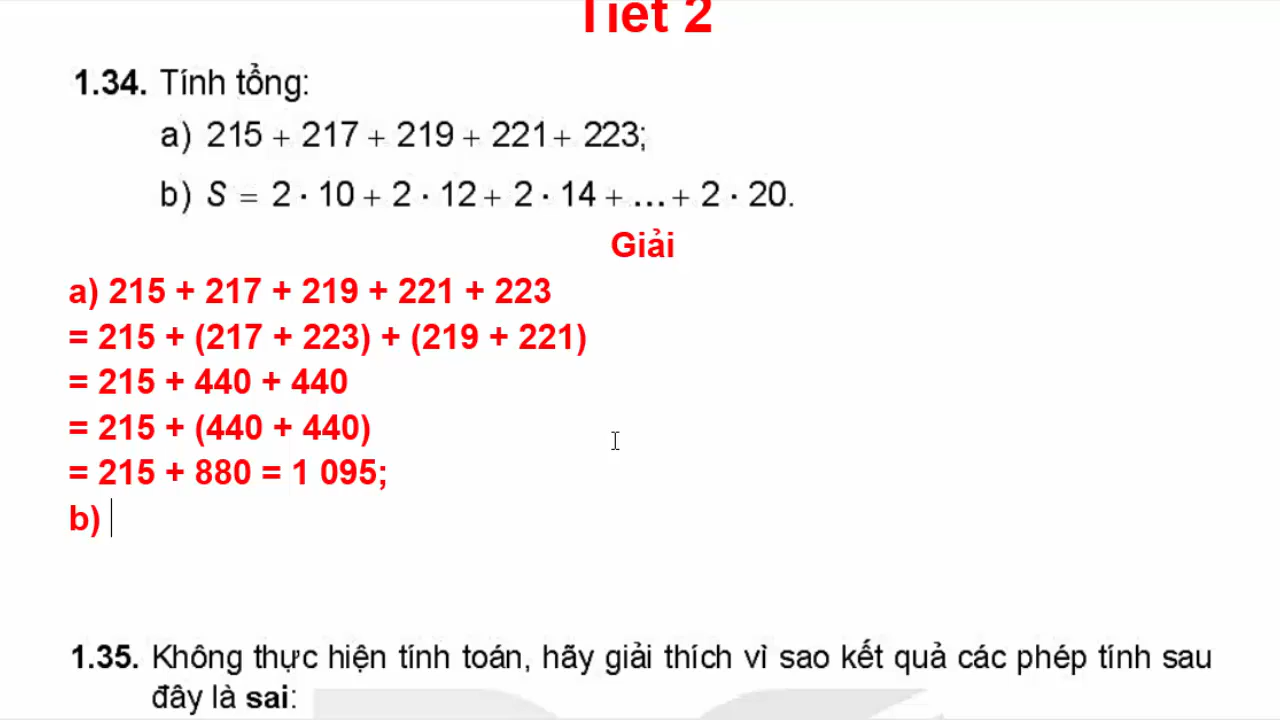 Tiết 2
1.34. Tính tổng:
a) 215 + 217 + 219 + 221+ 223;
b) S = 2 · 10 + 2 · 12 + 2 · 14 + ... + 2 · 20.
Giải
a) 215 + 217 + 219 + 221 + 223
= 215 + (217 + 223) + (219 + 221)
= 215 + 440 + 440
= 215 + (440 + 440)
= 215 + 880 = 1 095;
b)
1.35. Không thực hiện tính toán, hãy giải thích vì sao kết quả các phép tính sau
đây là sai: